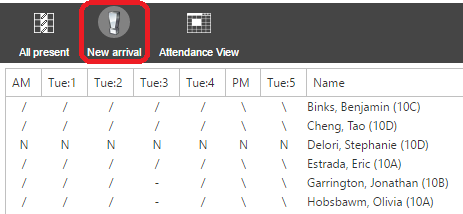 All present New arrival Attendance View
AM Tue:1 Tue:2 Tue:3 Tue:4 PM Tue:5 Name
/ / / / / \ \ Binks, Benjamin (10C)
/ / / / / \ \ Cheng, Tao (10D)
N N N N N N N Delori, Stephanie (10D)
/ / / / / \ \ Estrada, Eric (10A)
/ / / - / \ \ Garrington, Jonathan (10B)
/ / / - / \ \ Hobsbawm, Olivia (10A)